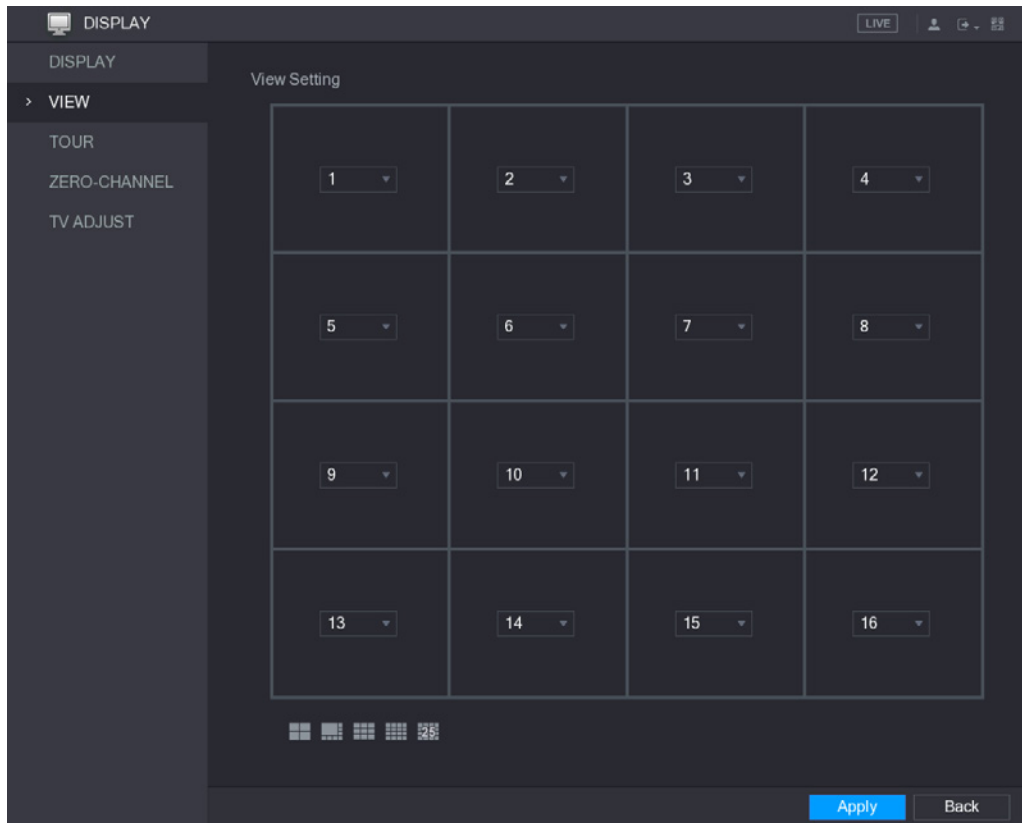 DISPLAY LIVE
DISPLAY
VIEW
TOUR
ZERO-CHANNEL
TV ADJUST
View Setting
1 2 3 4
5 6 7 8
9 10 11 12
13 14 15 16
25
Apply Back